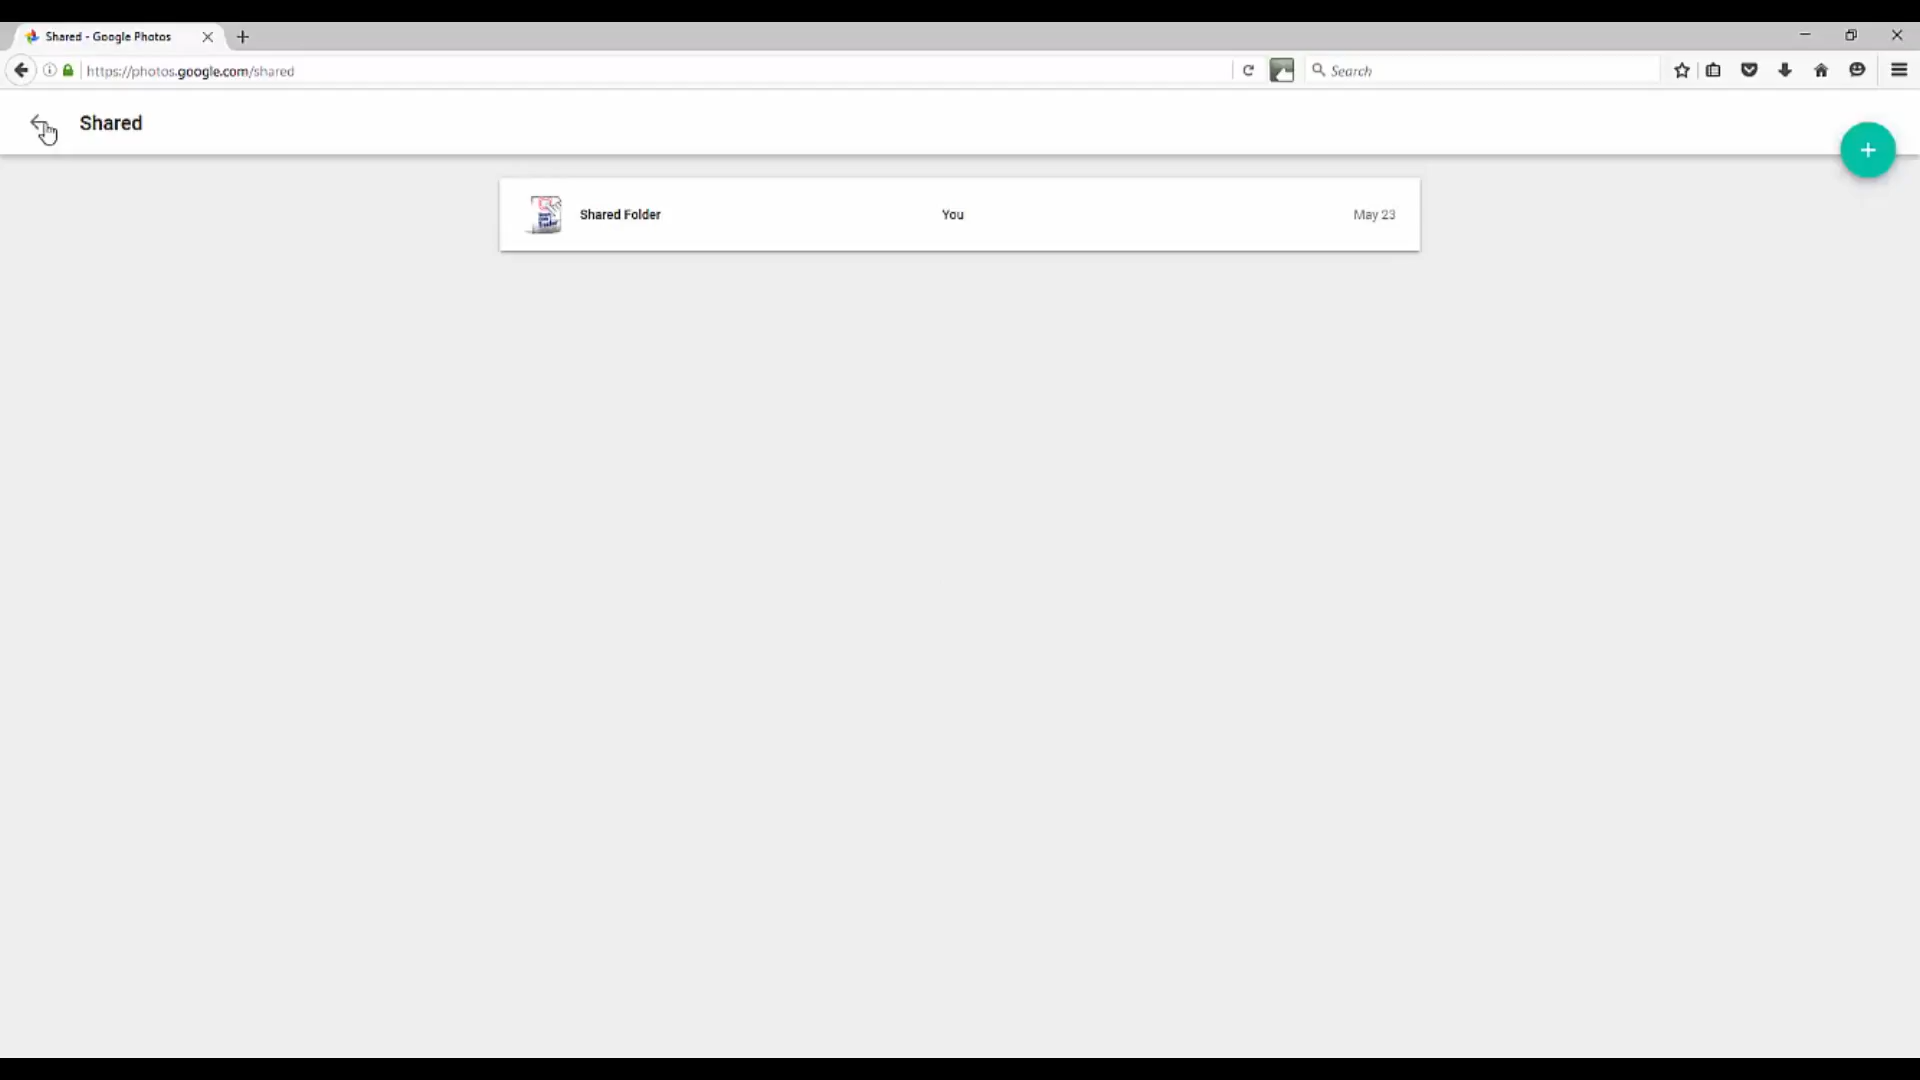 Shared - Google Photos
https://photos.google.com/shared
Search
Shared
Shared Folder
You
May 23